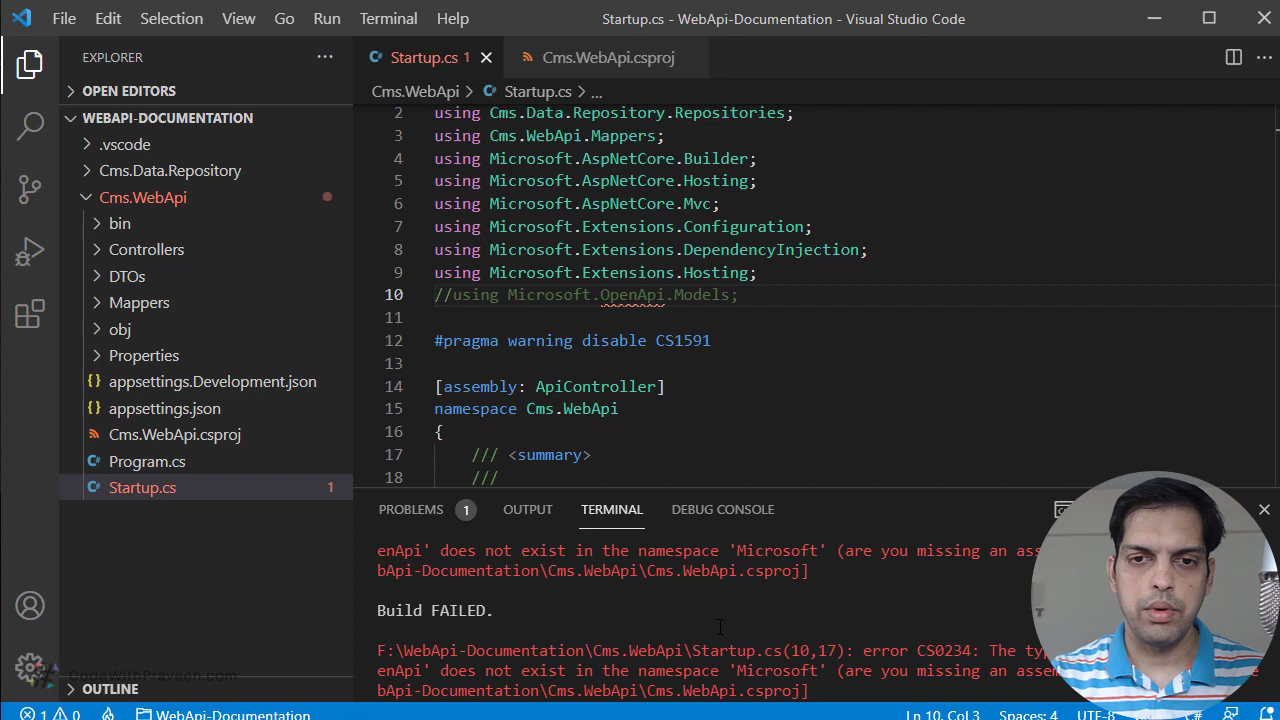 File Edit Selection View Go Run Terminal Help
Startup.cs - WebApi-Documentation - Visual Studio Code
EXPLORER
OPEN EDITORS
WEBAPI-DOCUMENTATION
.vscode
Cms.Data.Repository
Cms.WebApi
bin
Controllers
DTOs
Mappers
obj
Properties
{} appsettings.Development.json
{} appsettings.json
Cms.WebApi.csproj
Program.cs
Startup.cs 1
OUTLINE
CodeWithPraveen.com
Startup.cs 1
Cms.WebApi.csproj
Cms.WebApi > Startup.cs > ...
2 using Cms.Data.Repository.Repositories;
3 using Cms.WebApi.Mappers;
4 using Microsoft.AspNetCore.Builder;
5 using Microsoft.AspNetCore.Hosting;
6 using Microsoft.AspNetCore.Mvc;
7 using Microsoft.Extensions.Configuration;
8 using Microsoft.Extensions.DependencyInjection;
9 using Microsoft.Extensions.Hosting;
10 //using Microsoft.OpenApi.Models;
11
12 #pragma warning disable CS1591
13
14 [assembly: ApiController]
15 namespace Cms.WebApi
16 {
17 /// <summary>
18 ///
PROBLEMS 1 OUTPUT TERMINAL DEBUG CONSOLE
enApi' does not exist in the namespace 'Microsoft' (are you missing an
bApi-Documentation\Cms.WebApi\Cms.WebApi.csproj]
Build FAILED.
F:\WebApi-Documentation\Cms.WebApi\Startup.cs(10,17): error CS0234: The
enApi' does not exist in the namespace 'Microsoft' (are you missing an
bApi-Documentation\Cms.WebApi\Cms.WebApi.csproj]
1 0 WebApi-Documentation Ln 10, Col 3 Spaces: 4 UTF-8 C#